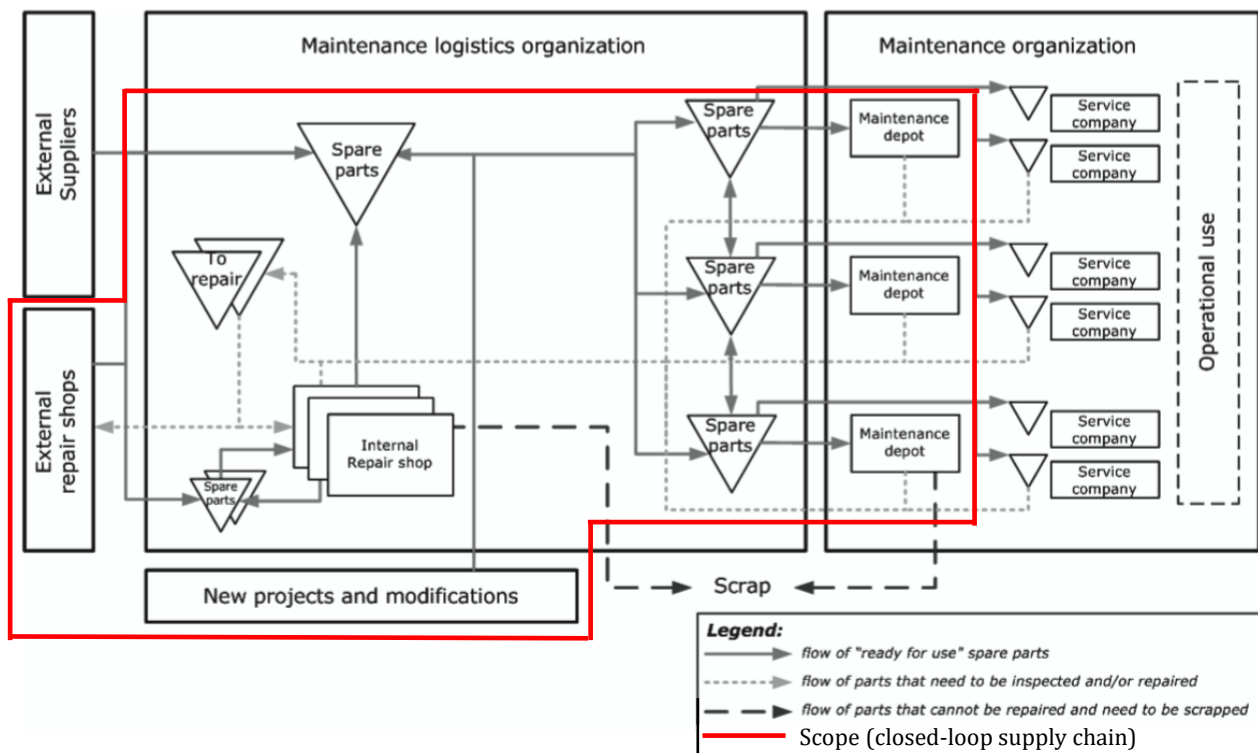 Maintenance logistics organization
Maintenance organization
External
Suppliers
External
repair shops
Spare
parts
To
repair
Internal
Repair shop
Spare
parts
New projects and modifications
Spare
parts
Spare
parts
Spare
parts
Maintenance
depot
Maintenance
depot
Maintenance
depot
Service
company
Service
company
Service
company
Service
company
Service
company
Service
company
Operational use
Scrap
Legend:
flow of "ready for use" spare parts
flow of parts that need to be inspected and/or repaired
flow of parts that cannot be repaired and need to be scrapped
Scope (closed-loop supply chain)